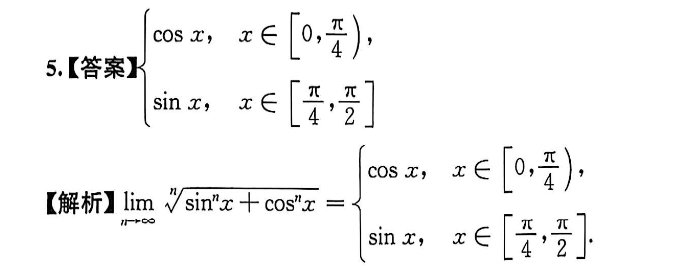 5.【答案】{cos x, x∈[0,π/4),
sin x, x∈[π/4,π/2]
【解析】lim_{n→∞} ⁿ√(sinⁿx+cosⁿx)={cos x, x∈[0,π/4),
sin x, x∈[π/4,π/2].